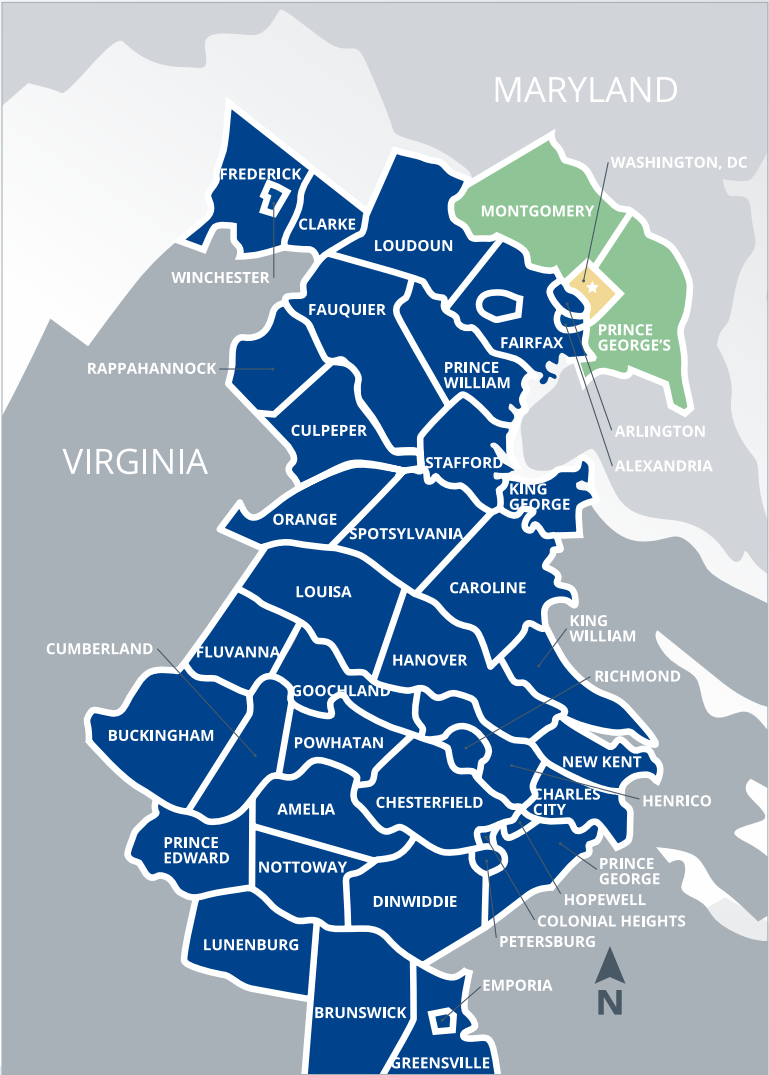 MARYLAND
WASHINGTON, DC
FREDERICK
MONTGOMERY
CLARKE
LOUDOUN
WINCHESTER
FAUQUIER
PRINCE
GEORGE'S
FAIRFAX
RAPPAHANNOCK
PRINCE
WILLIAM
CULPEPER
ARLINGTON
VIRGINIA
STAFFORD
ALEXANDRIA
KING
GEORGE
ORANGE
SPOTSYLVANIA
LOUISA
CAROLINE
KING
WILLIAM
CUMBERLAND
FLUVANNA
HANOVER
RICHMOND
GOOCHLAND
BUCKINGHAM
POWHATAN
NEW KENT
CHESTERFIELD
CHARLES
CITY
HENRICO
AMELIA
PRINCE
EDWARD
NOTTOWAY
PRINCE
GEORGE
DINWIDDIE
HOPEWELL
COLONIAL HEIGHTS
PETERSBURG
LUNENBURG
EMPORIA
N
BRUNSWICK
GREENSVILLE